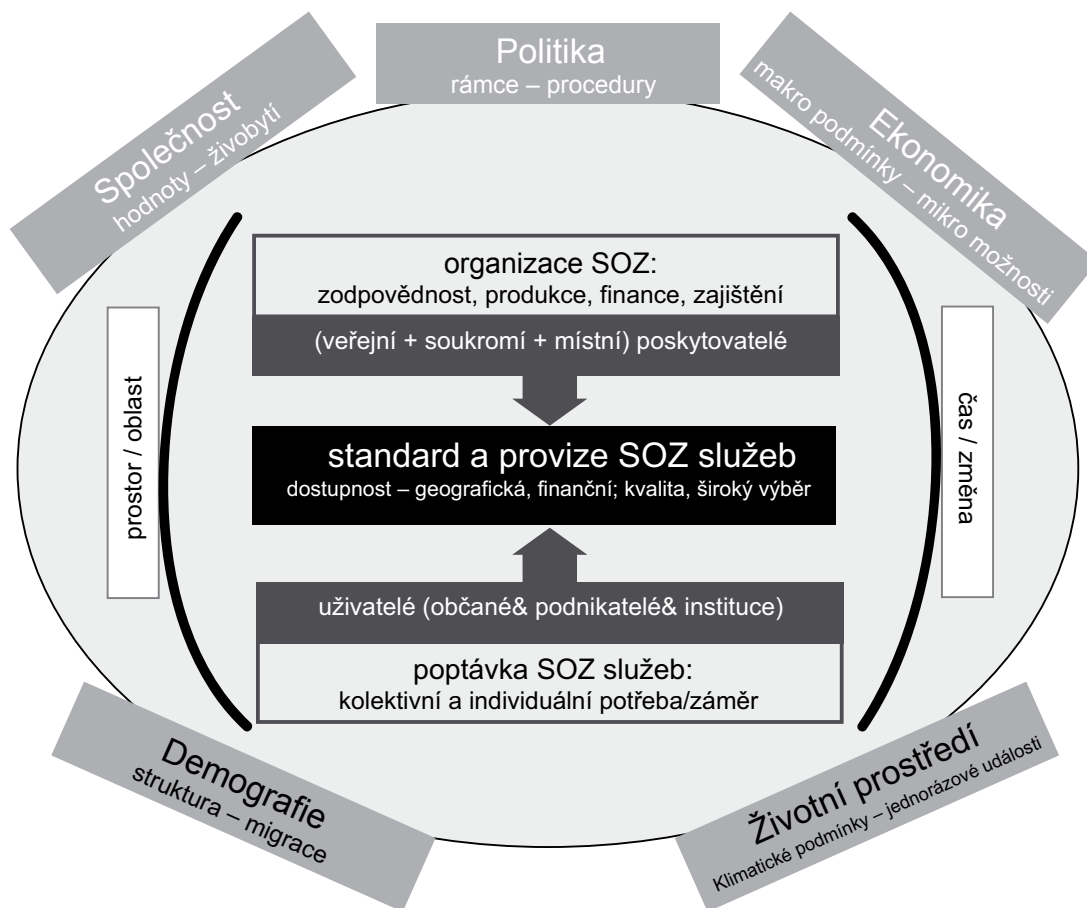 Politika
rámce – procedury
Společnost
hodnoty – živobytí
Ekonomika
makro podmínky – mikro možnosti
organizace SOZ:
zodpovědnost, produkce, finance, zajištění
(veřejní + soukromí + místní) poskytovatelé
prostor / oblast
standard a provize SOZ služeb
dostupnost – geografická, finanční; kvalita, široký výběr
čas / změna
uživatelé (občané& podnikatelé& instituce)
poptávka SOZ služeb:
kolektivní a individuální potřeba/záměr
Demografie
struktura – migrace
Životní prostředí
Klimatické podmínky – jednorázové události